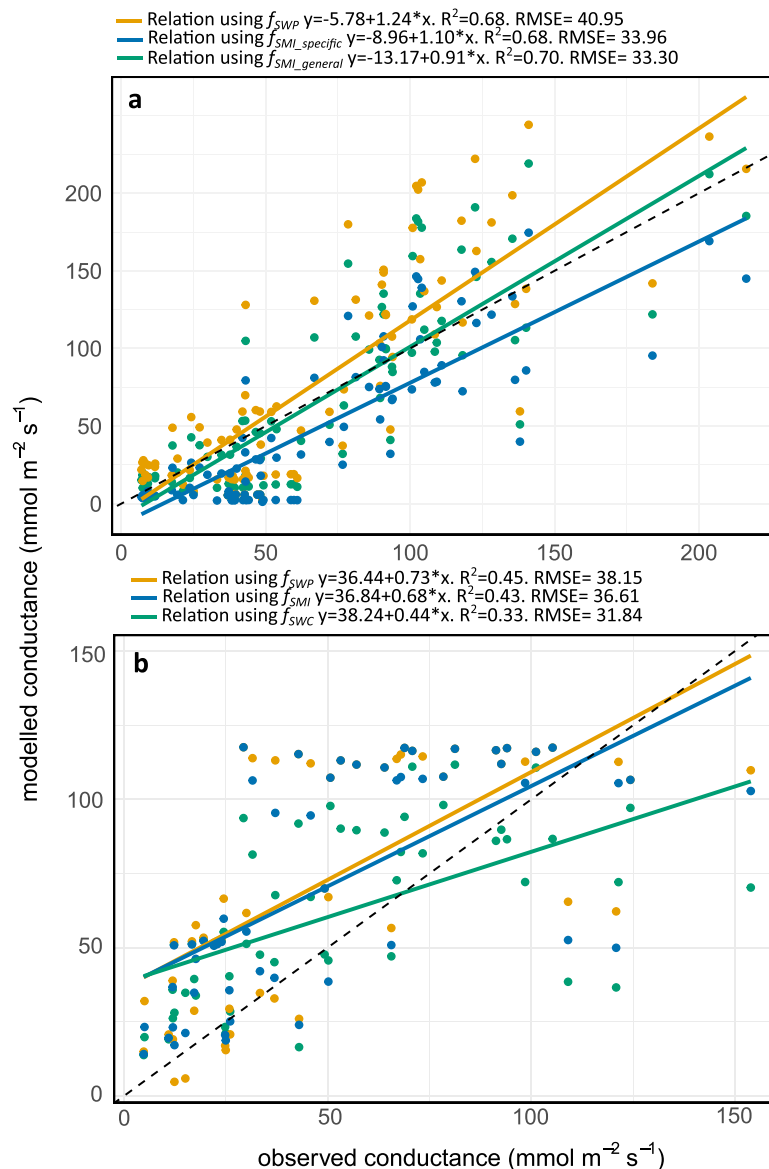 Relation using f_SWP y=-5.78+1.24*x. R²=0.68. RMSE= 40.95
Relation using f_SMI_specific y=-8.96+1.10*x. R²=0.68. RMSE= 33.96
Relation using f_SMI_general y=-13.17+0.91*x. R²=0.70. RMSE= 33.30
a
200
150
100
50
0
0 50 100 150 200
Relation using f_SWP y=36.44+0.73*x. R²=0.45. RMSE= 38.15
Relation using f_SMI y=36.84+0.68*x. R²=0.43. RMSE= 36.61
Relation using f_SWC y=38.24+0.44*x. R²=0.33. RMSE= 31.84
b
150
100
50
0
0 50 100 150
modelled conductance (mmol m⁻² s⁻¹)
observed conductance (mmol m⁻² s⁻¹)